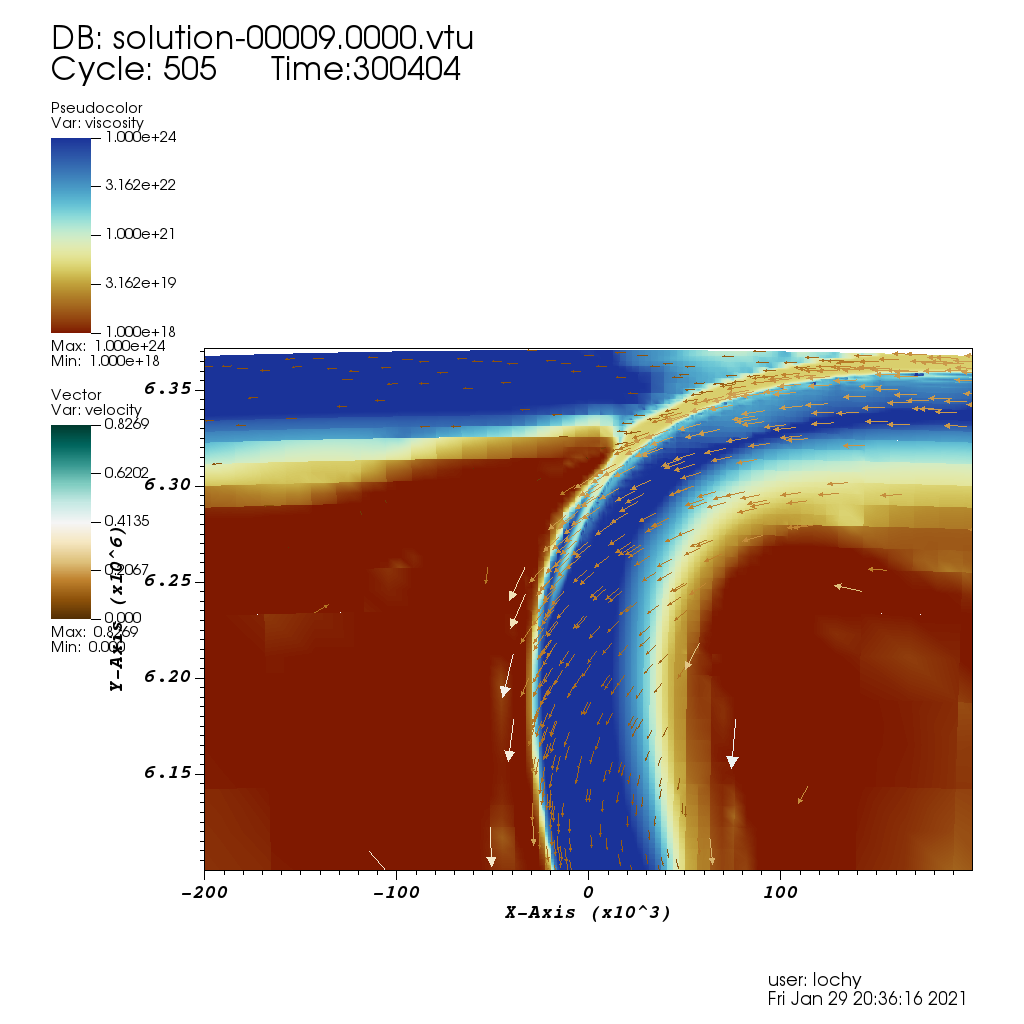 DB: solution-00009.0000.vtu
Cycle: 505 Time:300404
Pseudocolor
Var: viscosity
1.000e+24
3.162e+22
1.000e+21
3.162e+19
1.000e+18
Max: 1.000e+24
Min: 1.000e+18
Vector
Var: velocity
0.8269
0.6202
0.4135
0.2067
0.000
Max: 0.8269
Min: 0.000
Y-Axis (x10^6)
6.35
6.30
6.25
6.20
6.15
-200
-100
0
100
X-Axis (x10^3)
user: lochy
Fri Jan 29 20:36:16 2021